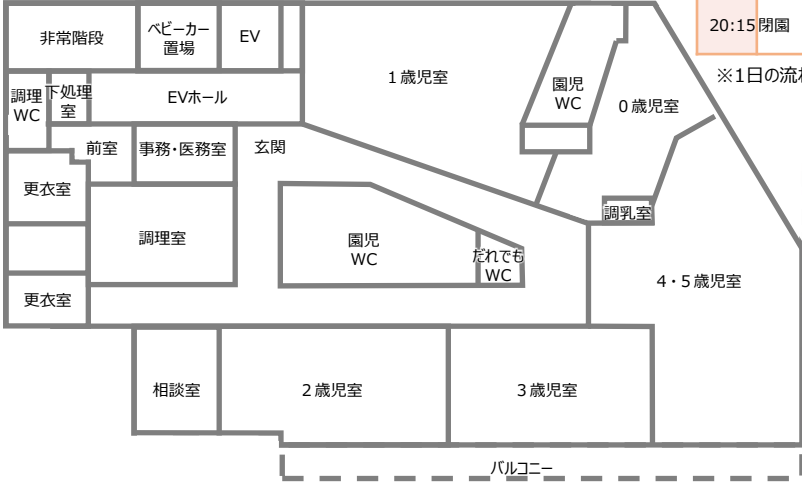 20:15 閉園
※1日の流れ
非常階段
ベビーカー
置場
EV
1歳児室
園児
WC
0歳児室
調理
WC
下処理
室
EVホール
前室
事務・医務室
玄関
更衣室
調理室
園児
WC
だれでも
WC
調乳室
4・5歳児室
更衣室
相談室
2歳児室
3歳児室
バルコニー